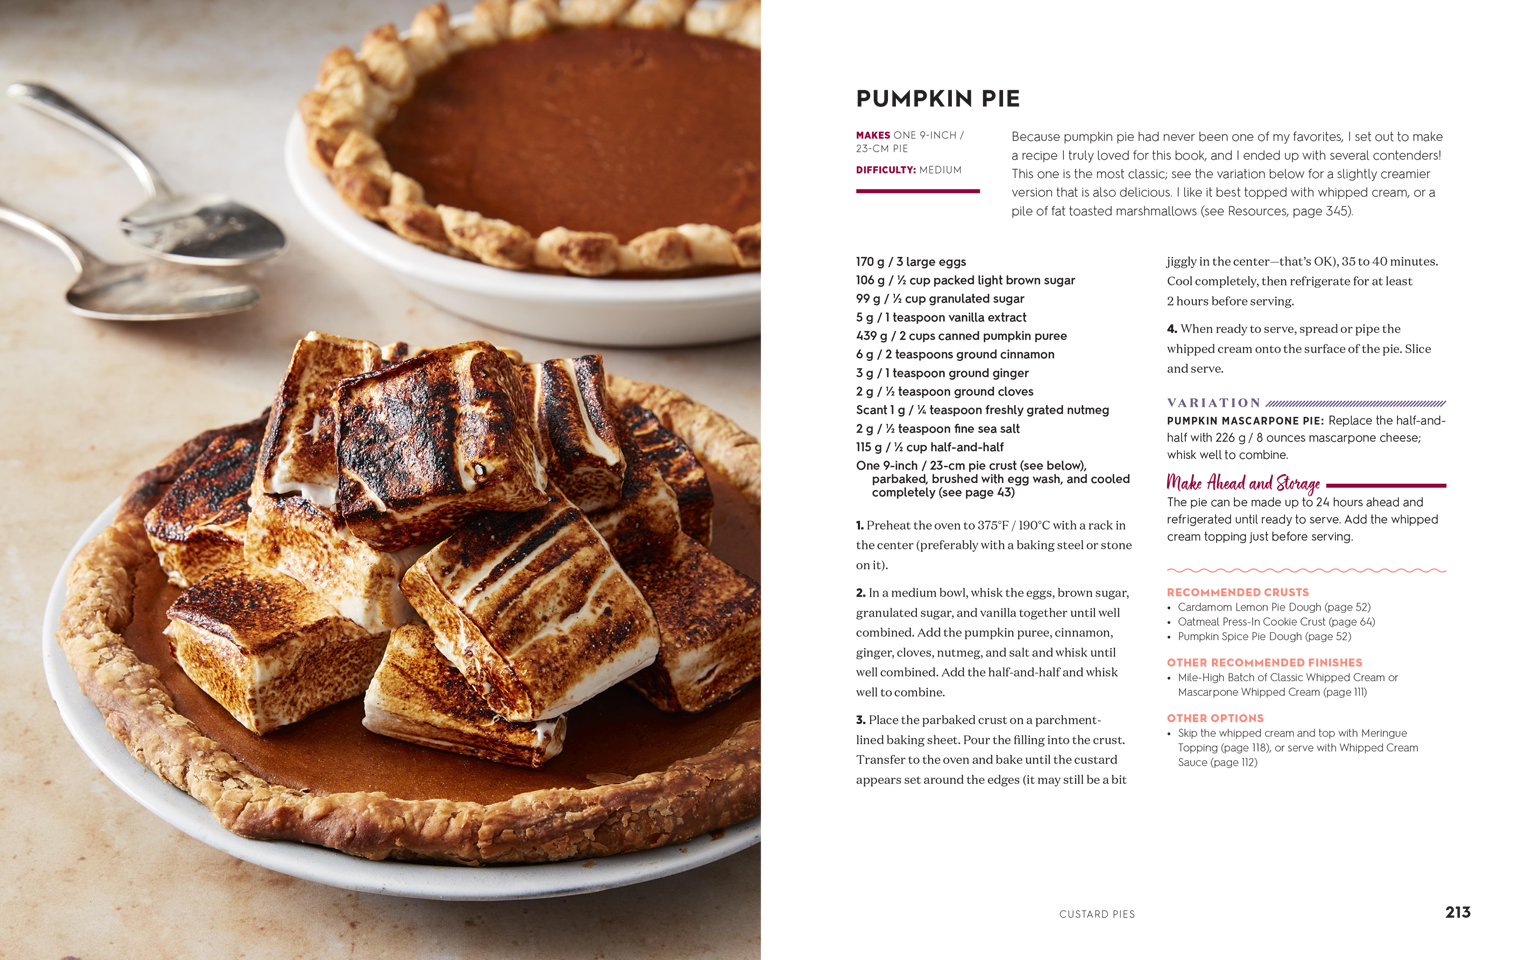 PUMPKIN PIE
MAKES ONE 9-INCH /
23-CM PIE
DIFFICULTY: MEDIUM
Because pumpkin pie had never been one of my favorites, I set out to make
a recipe I truly loved for this book, and I ended up with several contenders!
This one is the most classic; see the variation below for a slightly creamier
version that is also delicious. I like it best topped with whipped cream, or a
pile of fat toasted marshmallows (see Resources, page 345).
170 g / 3 large eggs
106 g / ½ cup packed light brown sugar
99 g / ½ cup granulated sugar
5 g / 1 teaspoon vanilla extract
439 g / 2 cups canned pumpkin puree
6 g / 2 teaspoons ground cinnamon
3 g / 1 teaspoon ground ginger
2 g / ½ teaspoon ground cloves
Scant 1 g / ¼ teaspoon freshly grated nutmeg
2 g / ½ teaspoon fine sea salt
115 g / ½ cup half-and-half
One 9-inch / 23-cm pie crust (see below),
parbaked, brushed with egg wash, and cooled
completely (see page 43)
1. Preheat the oven to 375°F / 190°C with a rack in
the center (preferably with a baking steel or stone
on it).
2. In a medium bowl, whisk the eggs, brown sugar,
granulated sugar, and vanilla together until well
combined. Add the pumpkin puree, cinnamon,
ginger, cloves, nutmeg, and salt and whisk until
well combined. Add the half-and-half and whisk
well to combine.
3. Place the parbaked crust on a parchment-
lined baking sheet. Pour the filling into the crust.
Transfer to the oven and bake until the custard
appears set around the edges (it may still be a bit
jiggly in the center—that's OK), 35 to 40 minutes.
Cool completely, then refrigerate for at least
2 hours before serving.
4. When ready to serve, spread or pipe the
whipped cream onto the surface of the pie. Slice
and serve.
VARIATION
PUMPKIN MASCARPONE PIE: Replace the half-and-
half with 226 g / 8 ounces mascarpone cheese;
whisk well to combine.
Make Ahead and Storage
The pie can be made up to 24 hours ahead and
refrigerated until ready to serve. Add the whipped
cream topping just before serving.
RECOMMENDED CRUSTS
• Cardamom Lemon Pie Dough (page 52)
• Oatmeal Press-In Cookie Crust (page 64)
• Pumpkin Spice Pie Dough (page 52)
OTHER RECOMMENDED FINISHES
• Mile-High Batch of Classic Whipped Cream or
Mascarpone Whipped Cream (page 111)
OTHER OPTIONS
• Skip the whipped cream and top with Meringue
Topping (page 118), or serve with Whipped Cream
Sauce (page 112)
CUSTARD PIES
213